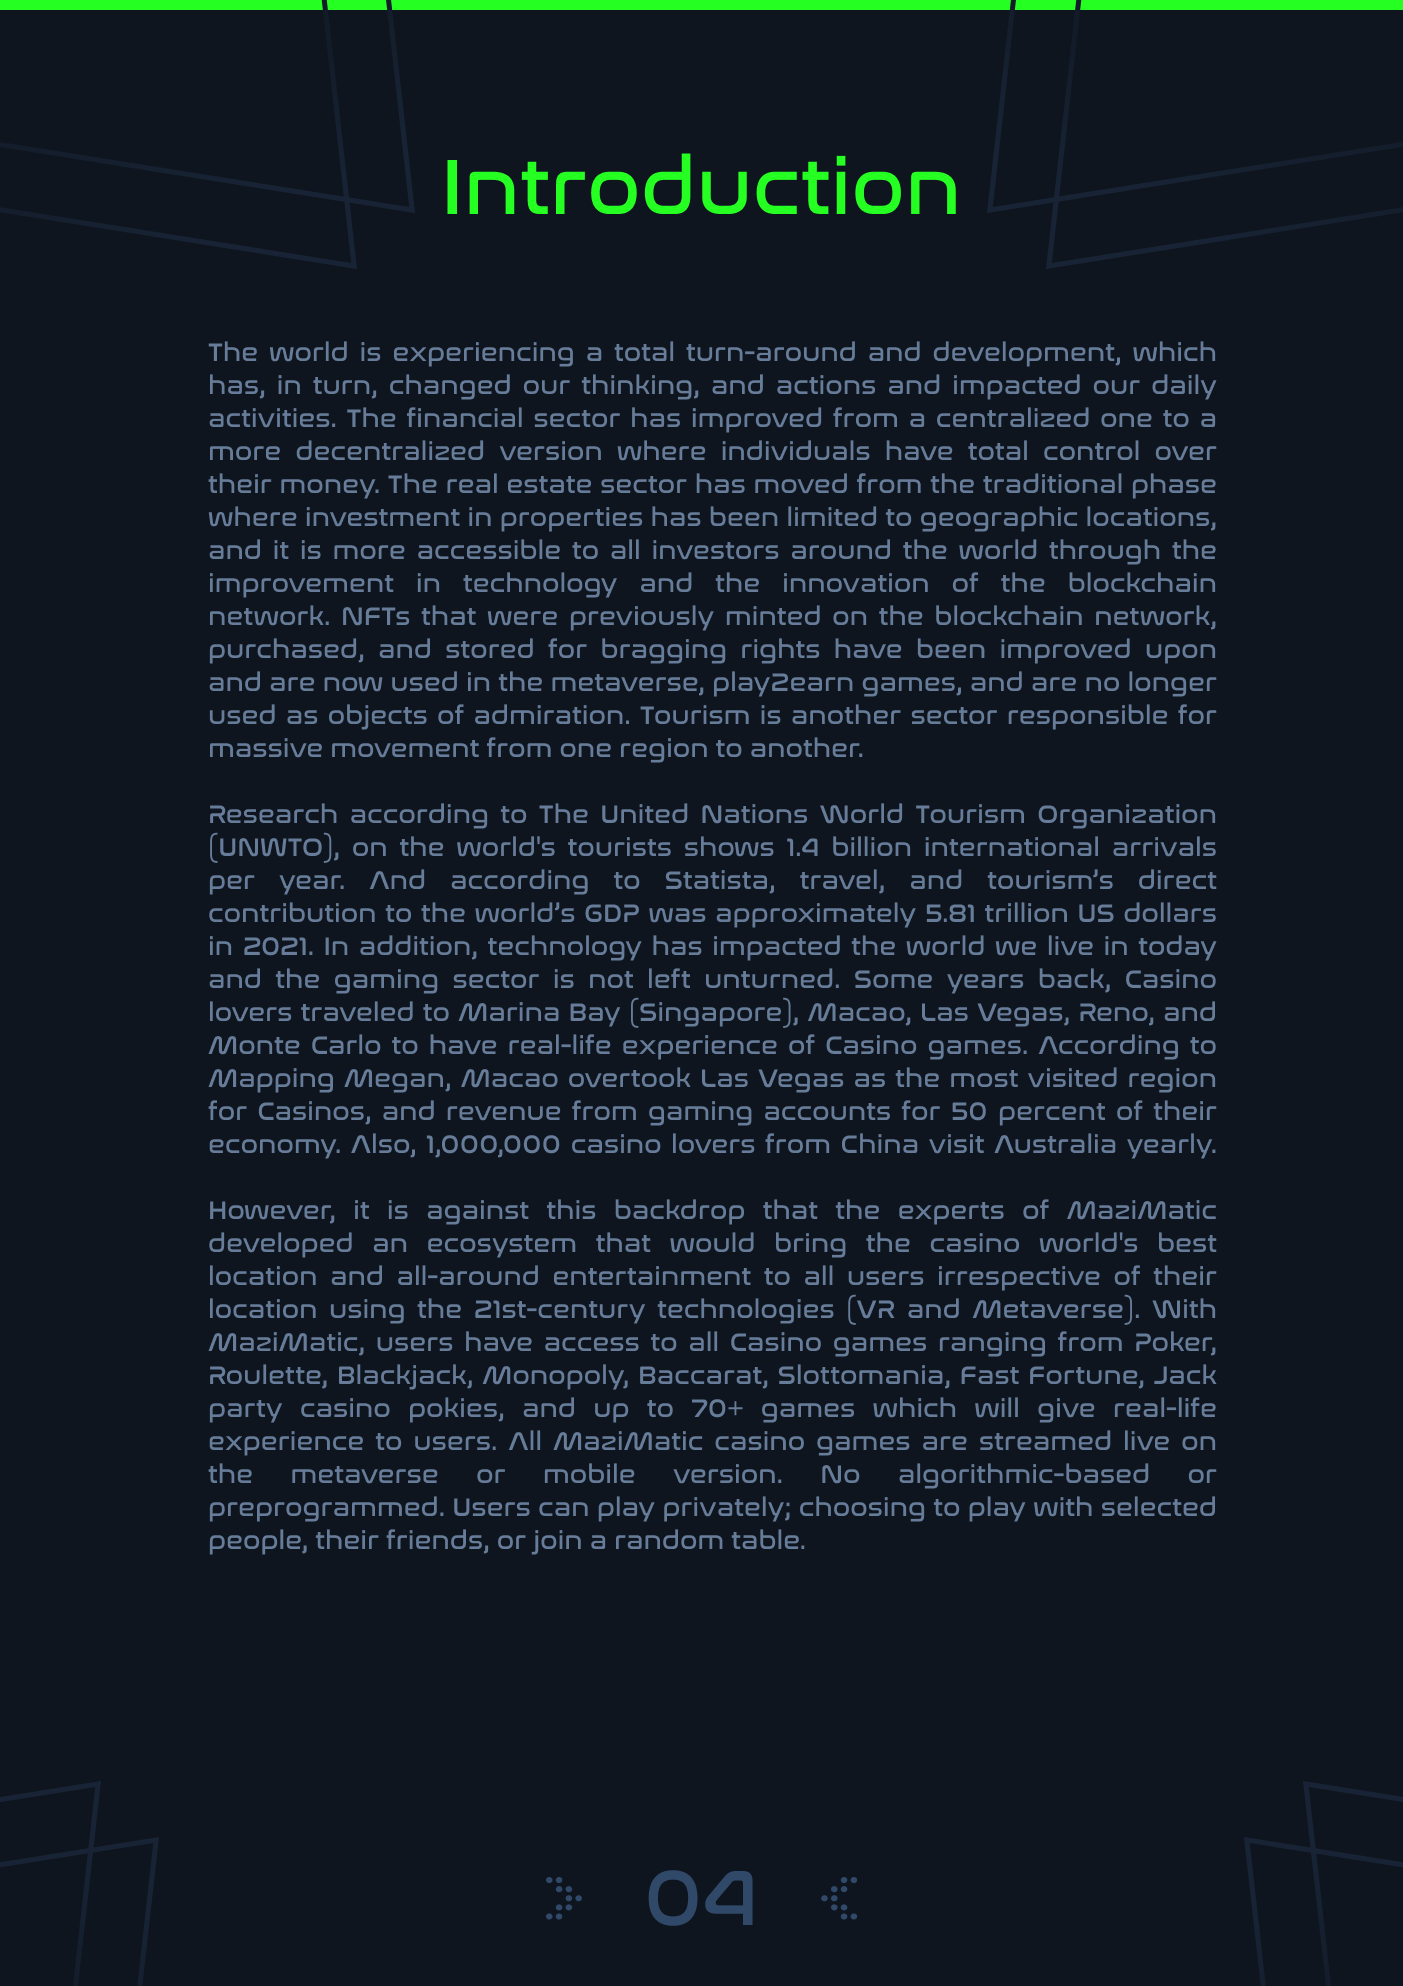 Introduction
The world is experiencing a total turn-around and development, which
has, in turn, changed our thinking, and actions and impacted our daily
activities. The financial sector has improved from a centralized one to a
more decentralized version where individuals have total control over
their money. The real estate sector has moved from the traditional phase
where investment in properties has been limited to geographic locations,
and it is more accessible to all investors around the world through the
improvement in technology and the innovation of the blockchain
network. NFTs that were previously minted on the blockchain network,
purchased, and stored for bragging rights have been improved upon
and are now used in the metaverse, play2earn games, and are no longer
used as objects of admiration. Tourism is another sector responsible for
massive movement from one region to another.
Research according to The United Nations World Tourism Organization
(UNWTO), on the world's tourists shows 1.4 billion international arrivals
per year. And according to Statista, travel, and tourism’s direct
contribution to the world’s GDP was approximately 5.81 trillion US dollars
in 2021. In addition, technology has impacted the world we live in today
and the gaming sector is not left unturned. Some years back, Casino
lovers traveled to Marina Bay (Singapore), Macao, Las Vegas, Reno, and
Monte Carlo to have real-life experience of Casino games. According to
Mapping Megan, Macao overtook Las Vegas as the most visited region
for Casinos, and revenue from gaming accounts for 50 percent of their
economy. Also, 1,000,000 casino lovers from China visit Australia yearly.
However, it is against this backdrop that the experts of MaziMatic
developed an ecosystem that would bring the casino world's best
location and all-around entertainment to all users irrespective of their
location using the 21st-century technologies (VR and Metaverse). With
MaziMatic, users have access to all Casino games ranging from Poker,
Roulette, Blackjack, Monopoly, Baccarat, Slottomania, Fast Fortune, Jack
party casino pokies, and up to 70+ games which will give real-life
experience to users. All MaziMatic casino games are streamed live on
the metaverse or mobile version. No algorithmic-based or
preprogrammed. Users can play privately; choosing to play with selected
people, their friends, or join a random table.
04